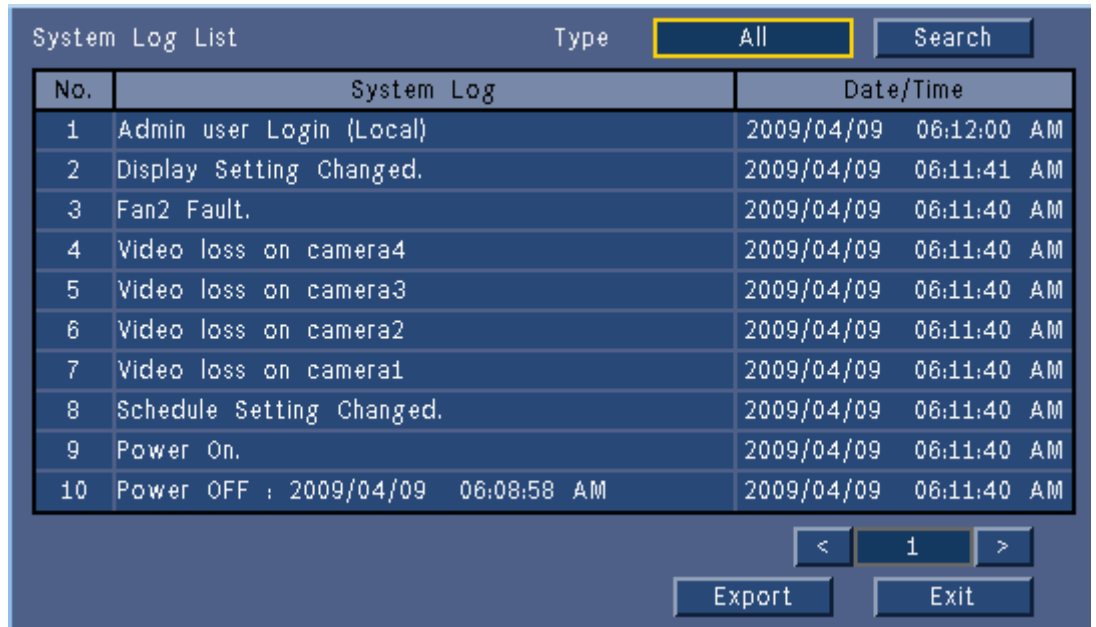 System Log List Type All Search
No. System Log Date/Time
1 Admin user Login (Local) 2009/04/09 06:12:00 AM
2 Display Setting Changed. 2009/04/09 06:11:41 AM
3 Fan2 Fault. 2009/04/09 06:11:40 AM
4 Video loss on camera4 2009/04/09 06:11:40 AM
5 Video loss on camera3 2009/04/09 06:11:40 AM
6 Video loss on camera2 2009/04/09 06:11:40 AM
7 Video loss on camera1 2009/04/09 06:11:40 AM
8 Schedule Setting Changed. 2009/04/09 06:11:40 AM
9 Power On. 2009/04/09 06:11:40 AM
10 Power OFF : 2009/04/09 06:08:58 AM 2009/04/09 06:11:40 AM
< 1 >
Export Exit